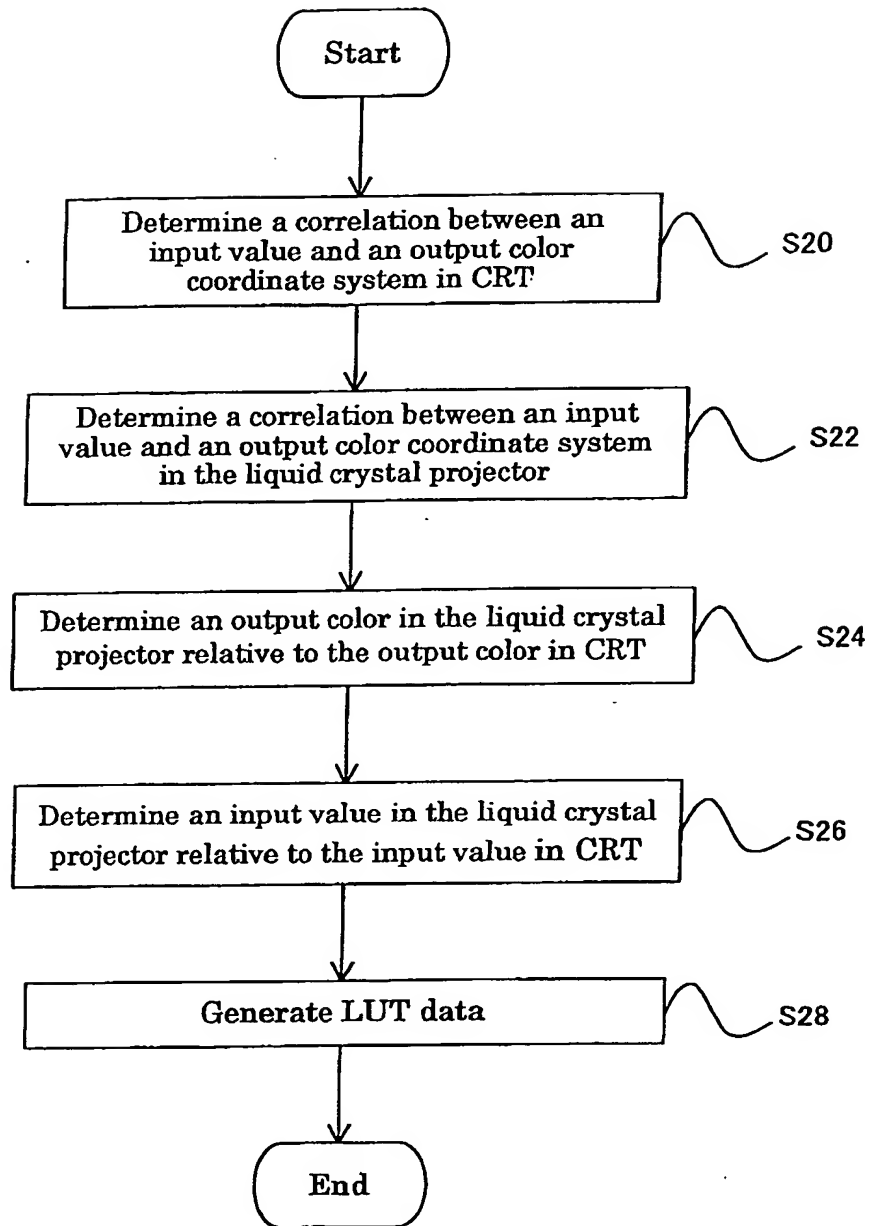 Start
Determine a correlation between an
input value and an output color
coordinate system in CRT
S20
Determine a correlation between an input
value and an output color coordinate system
in the liquid crystal projector
S22
Determine an output color in the liquid crystal
projector relative to the output color in CRT
S24
Determine an input value in the liquid crystal
projector relative to the input value in CRT
S26
Generate LUT data
S28
End